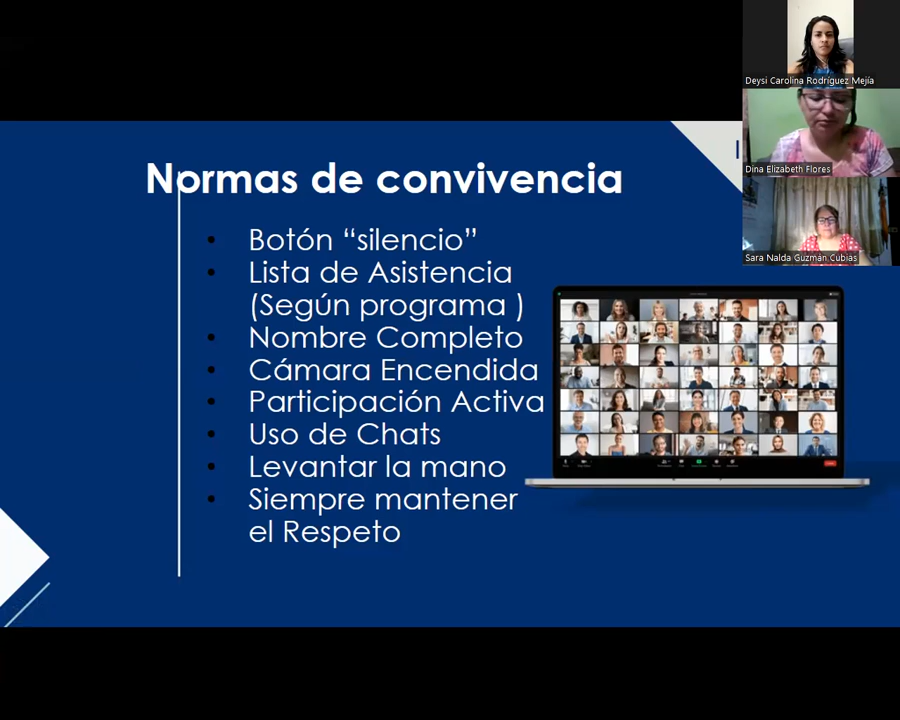 Deysi Carolina Rodríguez Mejía
Dina Elizabeth Flores
Sara Nalda Guzmán Cubias
Normas de convivencia
• Botón “silencio”
• Lista de Asistencia
(Según programa )
• Nombre Completo
• Cámara Encendida
• Participación Activa
• Uso de Chats
• Levantar la mano
• Siempre mantener
el Respeto